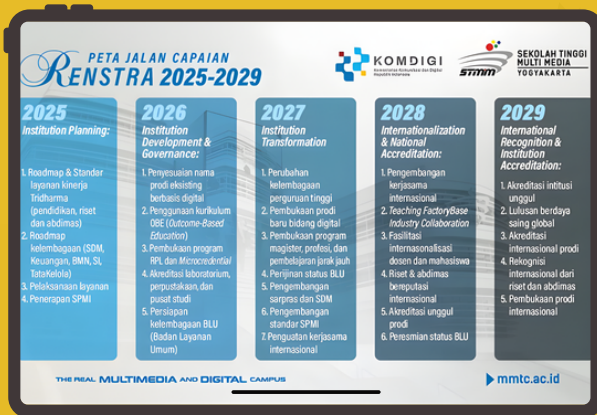 PETA JALAN CAPAIAN
RENSTRA 2025-2029
KOMDIGI
SEKOLAH TINGGI
MULTI MEDIA
YOGYAKARTA
STMM
2025
Institution Planning:
1. Roadmap & Stander
layanan kinerja
Tridharma
(pendidikan, riset
dan abdimas)
2. Roadmap
kelembagaan (SDM,
Keuangan, BMN, SI,
TataKelola)
3. Pelaksanaan layanan
4. Penerapan SPMI
2026
Institution
Development &
Governance:
1. Penyesuaian nama
prodi eksisting
berbasis digital
2. Penggunaan kurikulum
OBE (Outcome-Based
Education)
3. Pembukaan program
RPL dan Microcredential
4. Akreditasi laboratorium,
perpustakaan, dan
pusat studi
5. Persiapan
kelembagaan BLU
(Badan Layanan
Umum)
2027
Institution
Transformation
1. Perubahan
kelembagaan
perguruan tinggi
2. Pembukaan prodi
baru bidang digital
3. Pembukaan program
magister, profesi, dan
pembelajaran jarak jauh
4. Perijinan status BLU
5. Pengembangan
sarpras dan SDM
6. Pengembangan
standar SPMI
7. Penguatan kerjasama
internasional
2028
Internationalization
& National
Accreditation:
1. Pengembangan
kerjasama
internasional
2. Teaching FactoryBase
Industry Collaboration
3. Fasilitasi
internasonalisasi
dosen dan mahasiswa
4. Riset & abdimas
bereputasi
internasional
5. Akreditasi unggul
prodi
6. Peresmian status BLU
2029
International
Recognition &
Institution
Accreditation:
1. Akreditasi intitusi
unggul
2. Lulusan berdaya
saing global
3. Akreditasi
internasional prodi
4. Rekognisi
internasional dari
riset dan abdimas
5. Pembukaan prodi
internasional
THE REAL MULTIMEDIA AND DIGITAL CAMPUS
mmtc.ac.id